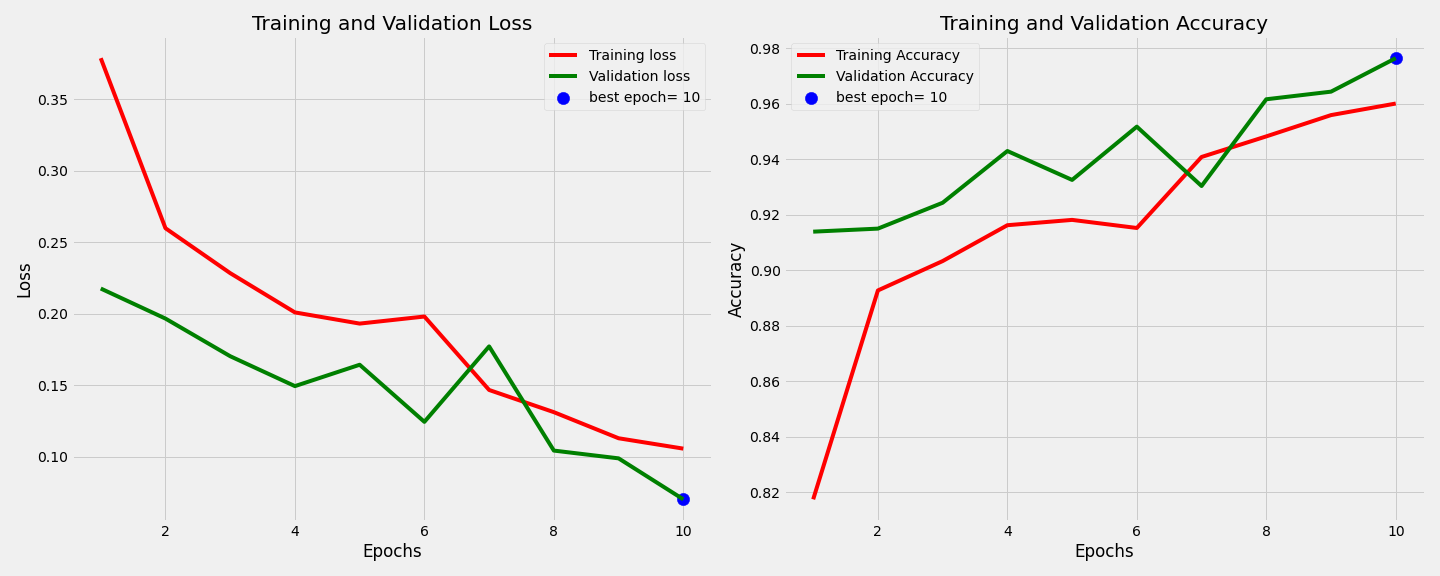 Training and Validation Loss
Training loss
Validation loss
best epoch= 10
0.35
0.30
0.25
0.20
0.15
0.10
Loss
2 4 6 8 10
Epochs
Training and Validation Accuracy
Training Accuracy
Validation Accuracy
best epoch= 10
0.98
0.96
0.94
0.92
0.90
0.88
0.86
0.84
0.82
Accuracy
2 4 6 8 10
Epochs